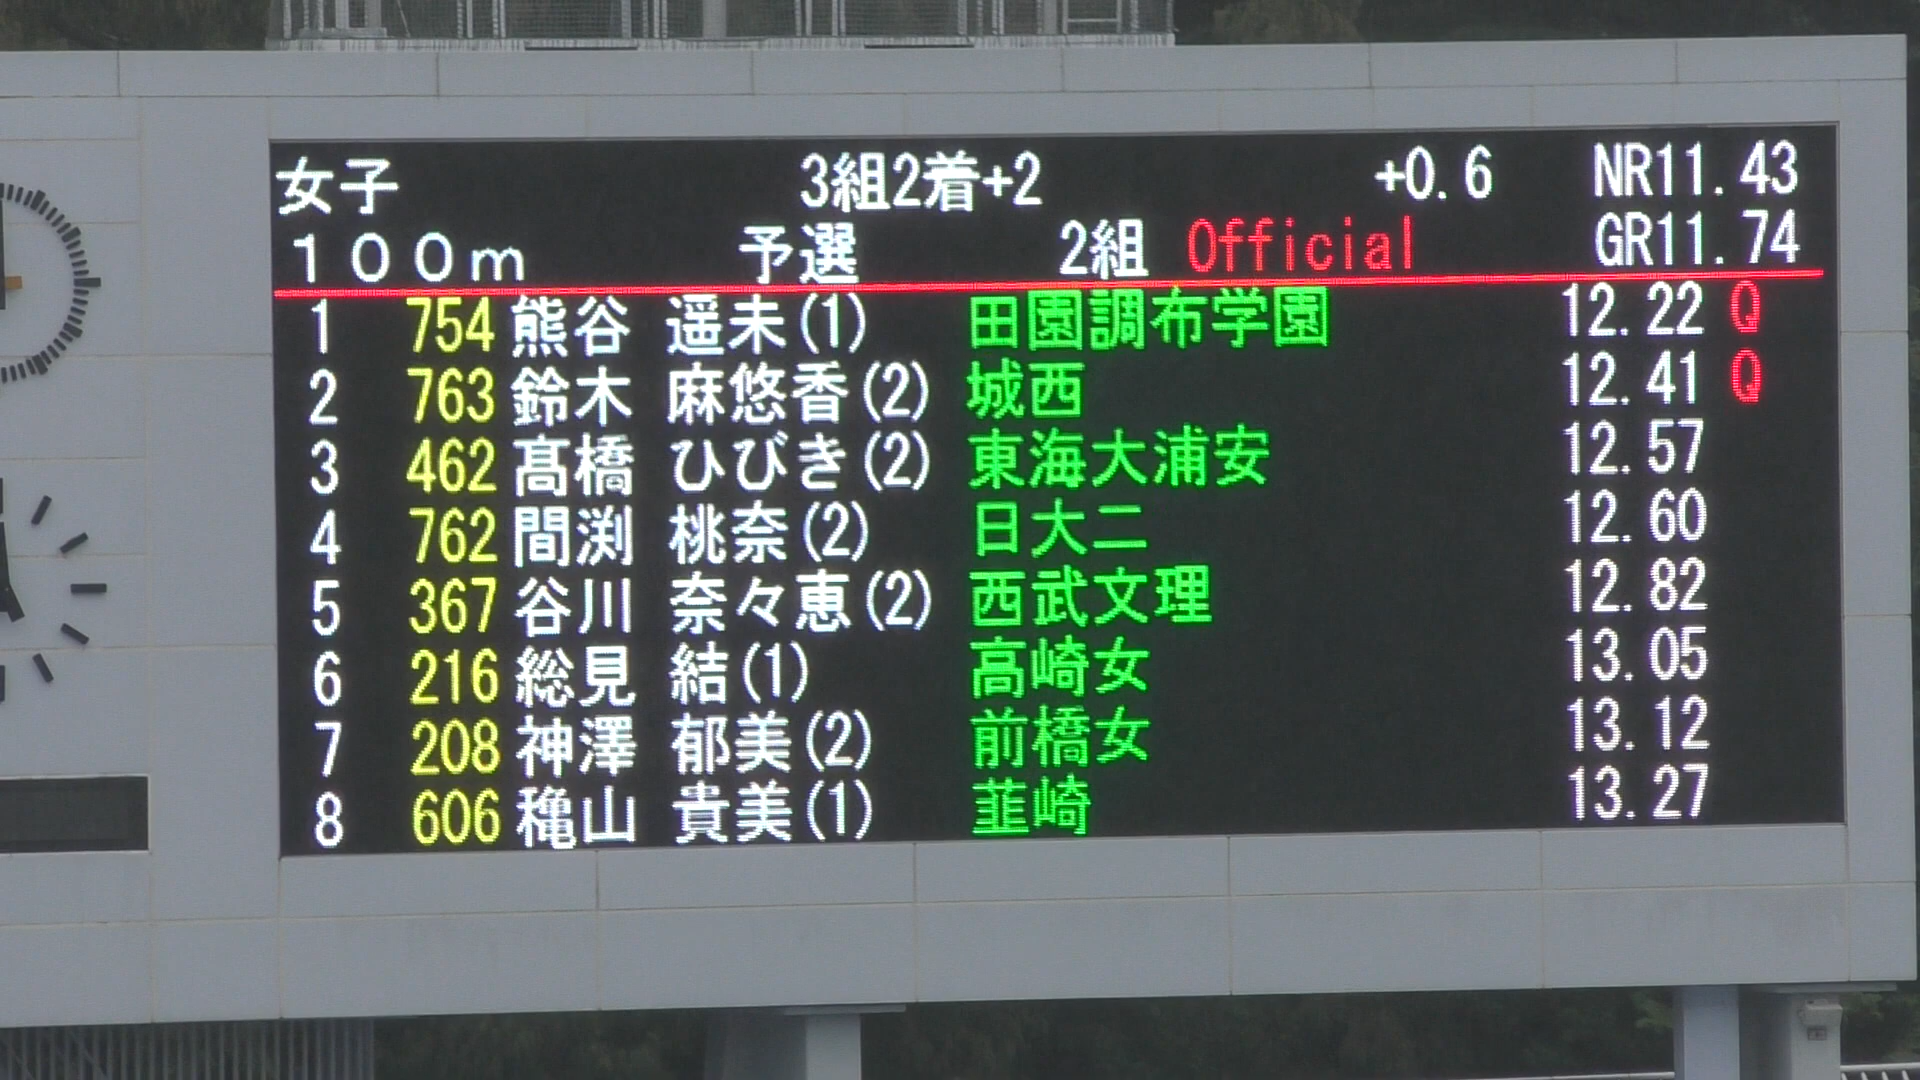 女子 3組2着+2 +0.6 NR11.43
100m 予選 2組 Official GR11.74
1 754 熊谷 遥未(1) 田園調布学園 12.22 Q
2 763 鈴木 麻悠香(2) 城西 12.41 Q
3 462 髙橋 ひびき(2) 東海大浦安 12.57
4 762 間渕 桃奈(2) 日大二 12.60
5 367 谷川 奈々恵(2) 西武文理 12.82
6 216 総見 結(1) 高崎女 13.05
7 208 神澤 郁美(2) 前橋女 13.12
8 606 穐山 貴美(1) 韮崎 13.27